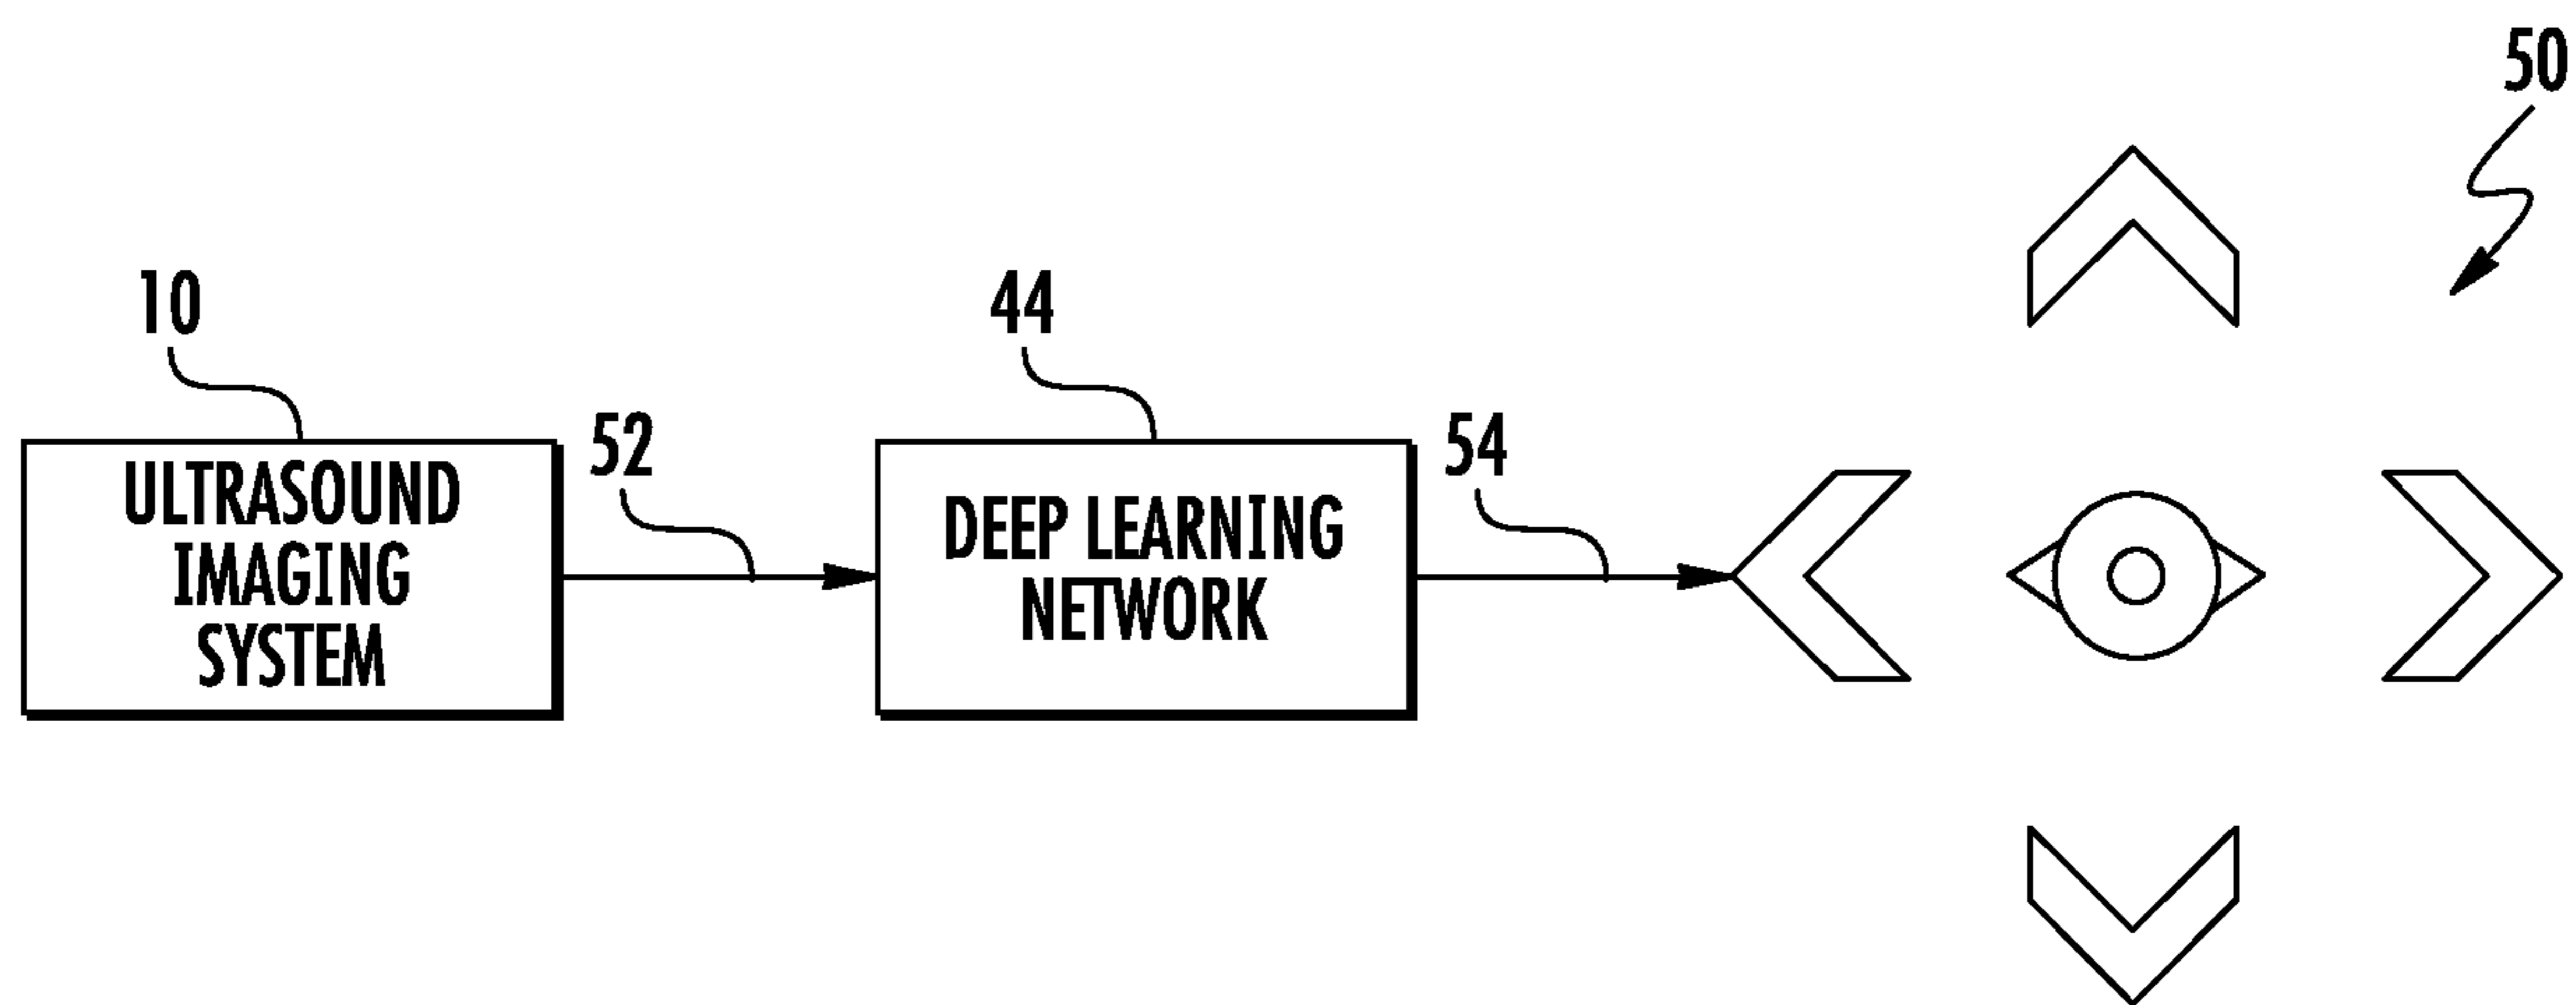 50
10
44
52
54
ULTRASOUND
IMAGING
SYSTEM
DEEP LEARNING
NETWORK